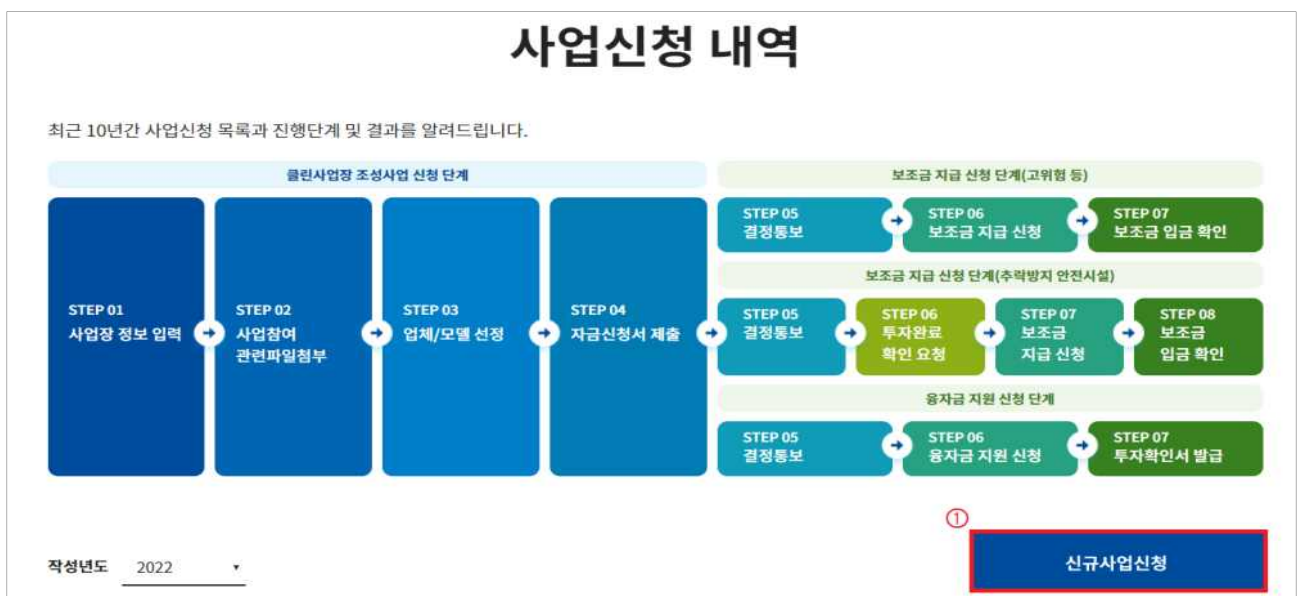 사업신청 내역
최근 10년간 사업신청 목록과 진행단계 및 결과를 알려드립니다.
클린사업장 조성사업 신청 단계
STEP 01
사업장 정보 입력
STEP 02
사업참여
관련파일첨부
STEP 03
업체/모델 선정
STEP 04
자금신청서 제출
보조금 지급 신청 단계(고위험 등)
STEP 05
결정통보
STEP 06
보조금 지급 신청
STEP 07
보조금 입금 확인
보조금 지급 신청 단계(추락방지 안전시설)
STEP 05
결정통보
STEP 06
투자완료
확인 요청
STEP 07
보조금
지급 신청
STEP 08
보조금
입금 확인
융자금 지원 신청 단계
STEP 05
결정통보
STEP 06
융자금 지원 신청
STEP 07
투자확인서 발급
작성년도 2022
①
신규사업신청